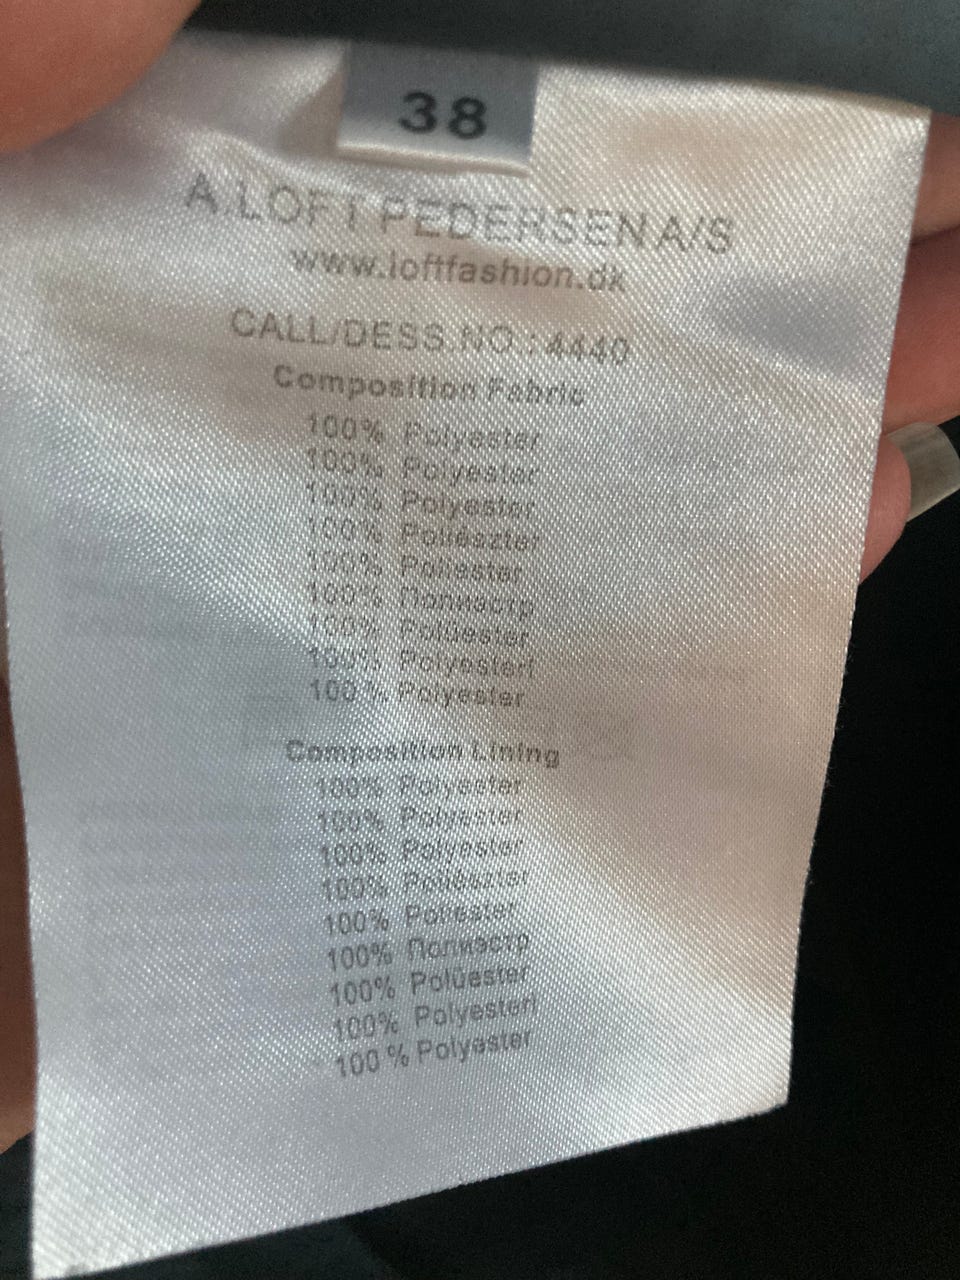 38
A.LOFT PEDERSEN A/S
www.loftfashion.dk
CALL/DESS.NO.: 4440
Composition Fabric
100% Polyester
100% Polyester
100% Polyester
100% Poliészter
100% Poliester
100% Полиэстр
100% Polüester
100% Polyesteri
100 % Polyester
Composition Lining
100% Polyester
100% Polyester
100% Polyester
100% Poliészter
100% Poliester
100% Полиэстр
100% Polüester
100% Polyesteri
100 % Polyester